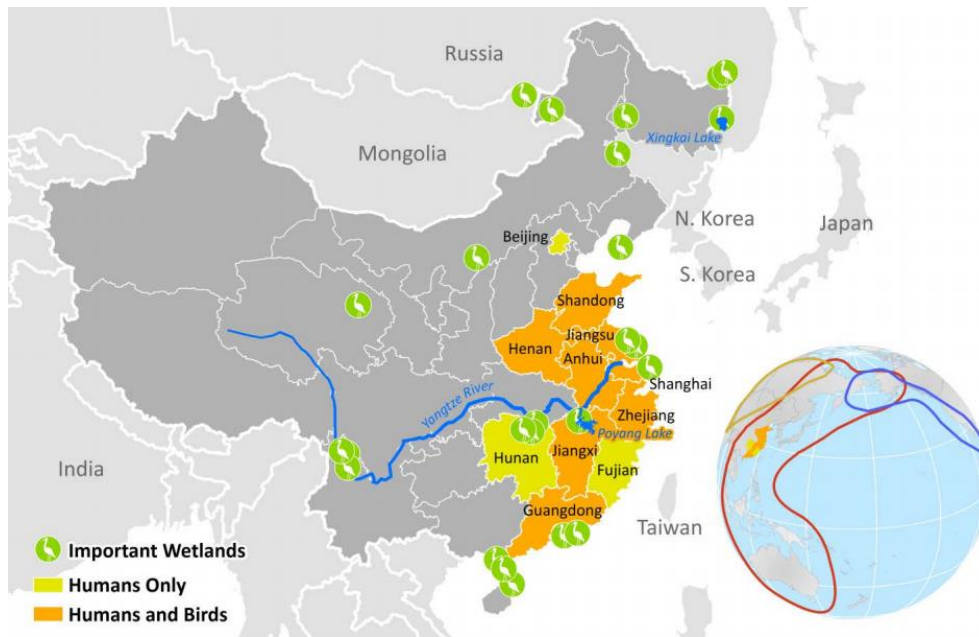 Russia
Mongolia
Xingkai Lake
N. Korea
Japan
Beijing
S. Korea
Shandong
Jiangsu
Henan
Anhui
Shanghai
Yangtze River
Zhejiang
Poyang Lake
India
Hunan
Jiangxi
Fujian
Guangdong
Taiwan
Important Wetlands
Humans Only
Humans and Birds